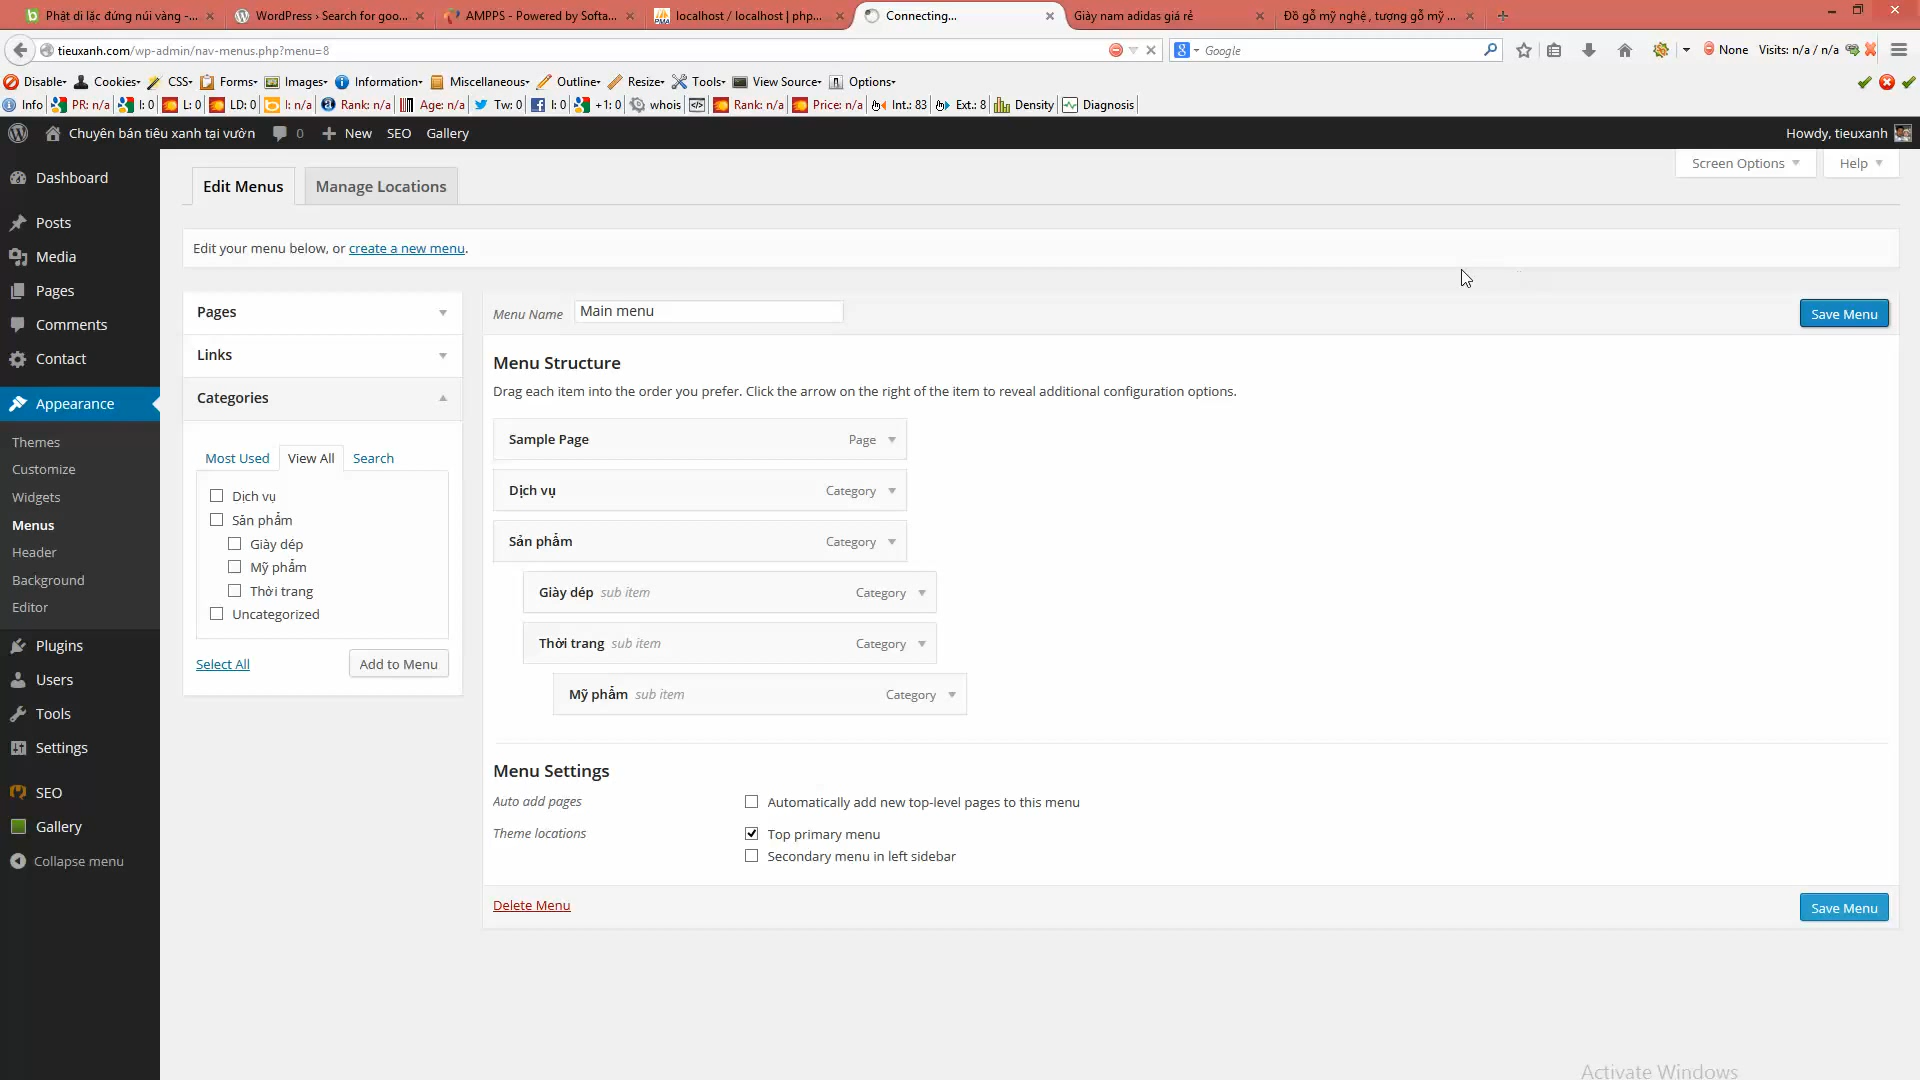 Phật di lặc đứng núi vàng -...
WordPress › Search for goo...
AMPPS - Powered by Softa...
localhost / localhost | php...
Connecting...
Giày nam adidas giá rẻ
Đồ gỗ mỹ nghệ, tượng gỗ mỹ ...
tieuxanh.com/wp-admin/nav-menus.php?menu=8
Google
None Visits: n/a / n/a
Disable Cookies CSS Forms Images Information Miscellaneous Outline Resize Tools View Source Options
Info PR: n/a I: 0 L: 0 LD: 0 I: n/a Rank: n/a Age: n/a Tw: 0 I: 0 +1: 0 whois Rank: n/a Price: n/a Int.: 83 Ext.: 8 Density Diagnosis
Chuyên bán tiêu xanh tại vườn 0 New SEO Gallery
Howdy, tieuxanh
Screen Options
Help
Dashboard
Posts
Media
Pages
Comments
Contact
Appearance
Themes
Customize
Widgets
Menus
Header
Background
Editor
Plugins
Users
Tools
Settings
SEO
Gallery
Collapse menu
Edit Menus
Manage Locations
Edit your menu below, or create a new menu.
Pages
Links
Categories
Most Used
View All
Search
Dịch vụ
Sản phẩm
Giày dép
Mỹ phẩm
Thời trang
Uncategorized
Select All
Add to Menu
Menu Name Main menu
Save Menu
Menu Structure
Drag each item into the order you prefer. Click the arrow on the right of the item to reveal additional configuration options.
Sample Page Page
Dịch vụ Category
Sản phẩm Category
Giày dép sub item Category
Thời trang sub item Category
Mỹ phẩm sub item Category
Menu Settings
Auto add pages Automatically add new top-level pages to this menu
Theme locations Top primary menu
Secondary menu in left sidebar
Delete Menu
Save Menu
Activate Windows